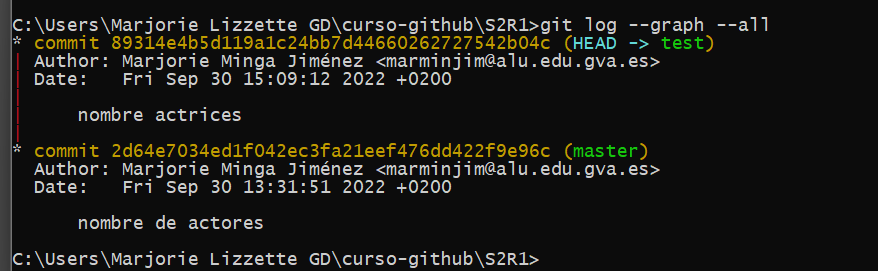 C:\Users\Marjorie Lizzette GD\curso-github\S2R1>git log --graph --all
* commit 89314e4b5d119a1c24bb7d44660262727542b04c (HEAD -> test)
| Author: Marjorie Minga Jiménez <marminjim@alu.edu.gva.es>
| Date:   Fri Sep 30 15:09:12 2022 +0200
|
|     nombre actrices
|
* commit 2d64e7034ed1f042ec3fa21eef476dd422f9e96c (master)
  Author: Marjorie Minga Jiménez <marminjim@alu.edu.gva.es>
  Date:   Fri Sep 30 13:31:51 2022 +0200
      nombre de actores
C:\Users\Marjorie Lizzette GD\curso-github\S2R1>